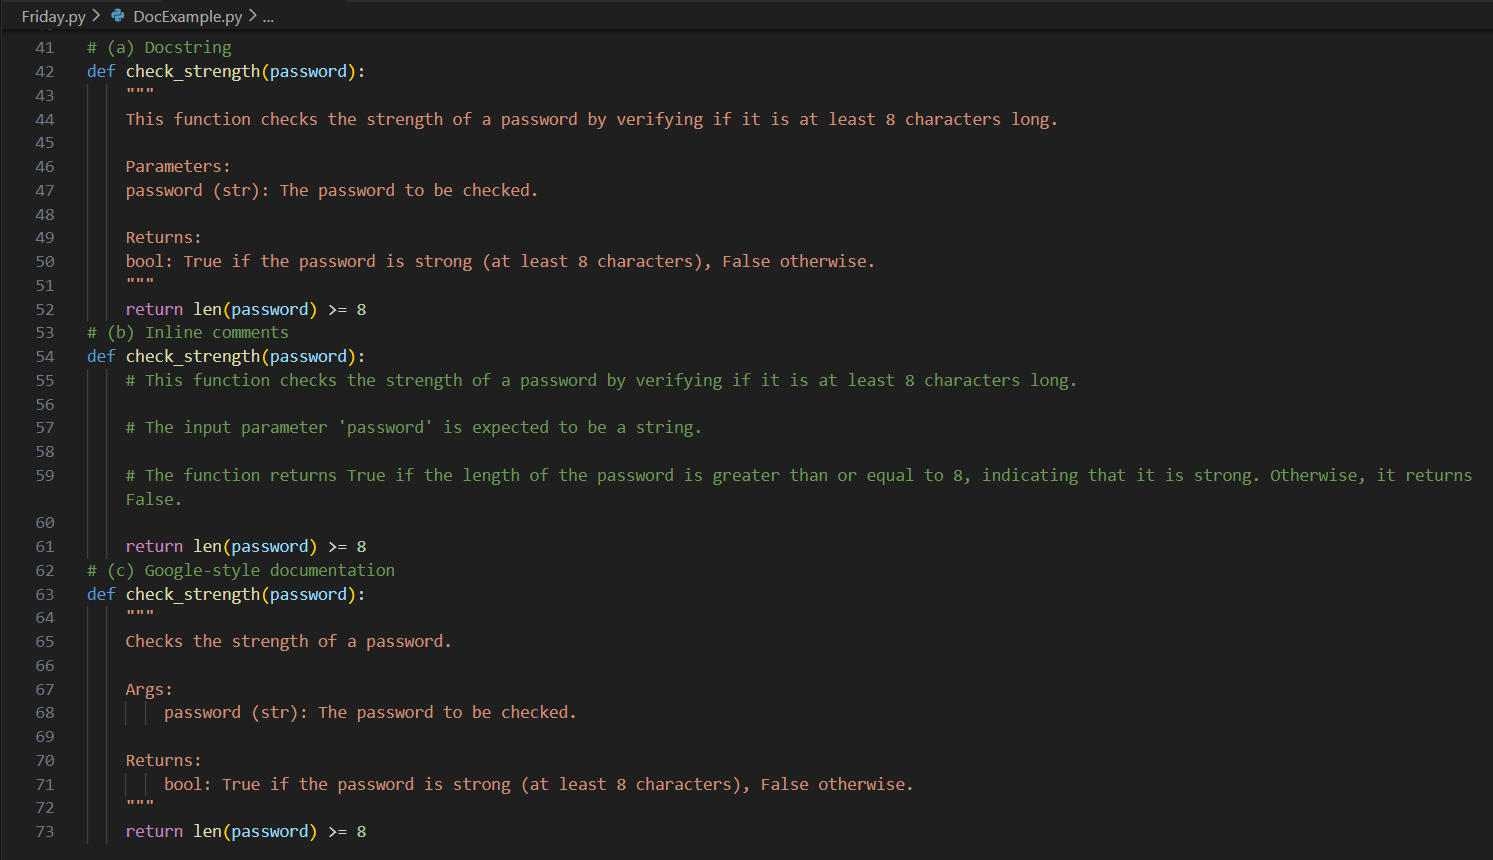 Friday.py > DocExample.py > ...
41 # (a) Docstring
42 def check_strength(password):
43 """
44 This function checks the strength of a password by verifying if it is at least 8 characters long.
45
46 Parameters:
47 password (str): The password to be checked.
48
49 Returns:
50 bool: True if the password is strong (at least 8 characters), False otherwise.
51 """
52 return len(password) >= 8
53 # (b) Inline comments
54 def check_strength(password):
55 # This function checks the strength of a password by verifying if it is at least 8 characters long.
56
57 # The input parameter 'password' is expected to be a string.
58
59 # The function returns True if the length of the password is greater than or equal to 8, indicating that it is strong. Otherwise, it returns
False.
60
61 return len(password) >= 8
62 # (c) Google-style documentation
63 def check_strength(password):
64 """
65 Checks the strength of a password.
66
67 Args:
68 password (str): The password to be checked.
69
70 Returns:
71 bool: True if the password is strong (at least 8 characters), False otherwise.
72 """
73 return len(password) >= 8